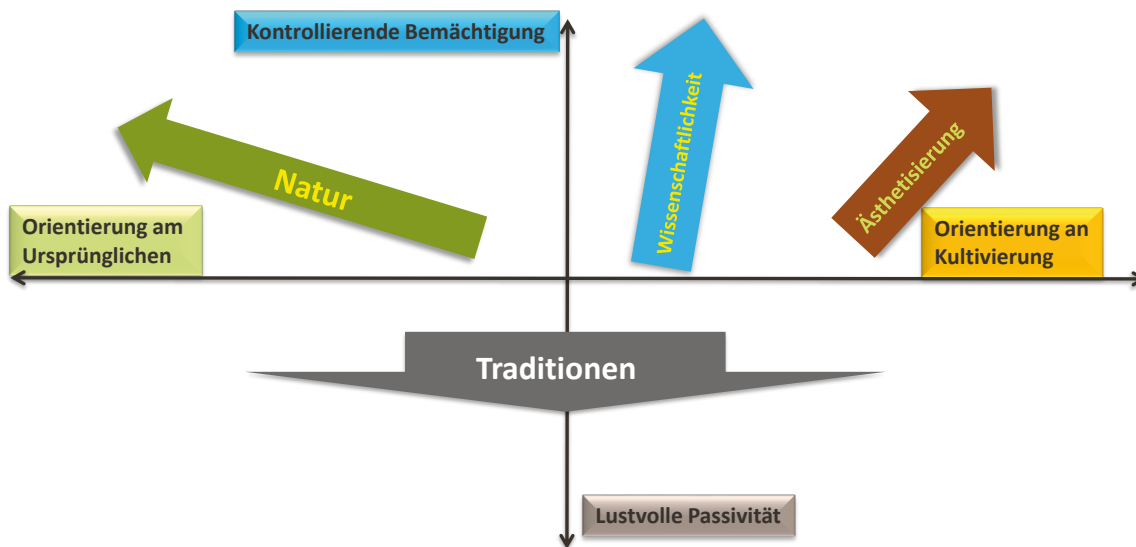 Kontrollierende Bemächtigung
Wissenschaftlichkeit
Ästhetisierung
Natur
Orientierung am
Ursprünglichen
Orientierung an
Kultivierung
Traditionen
Lustvolle Passivität